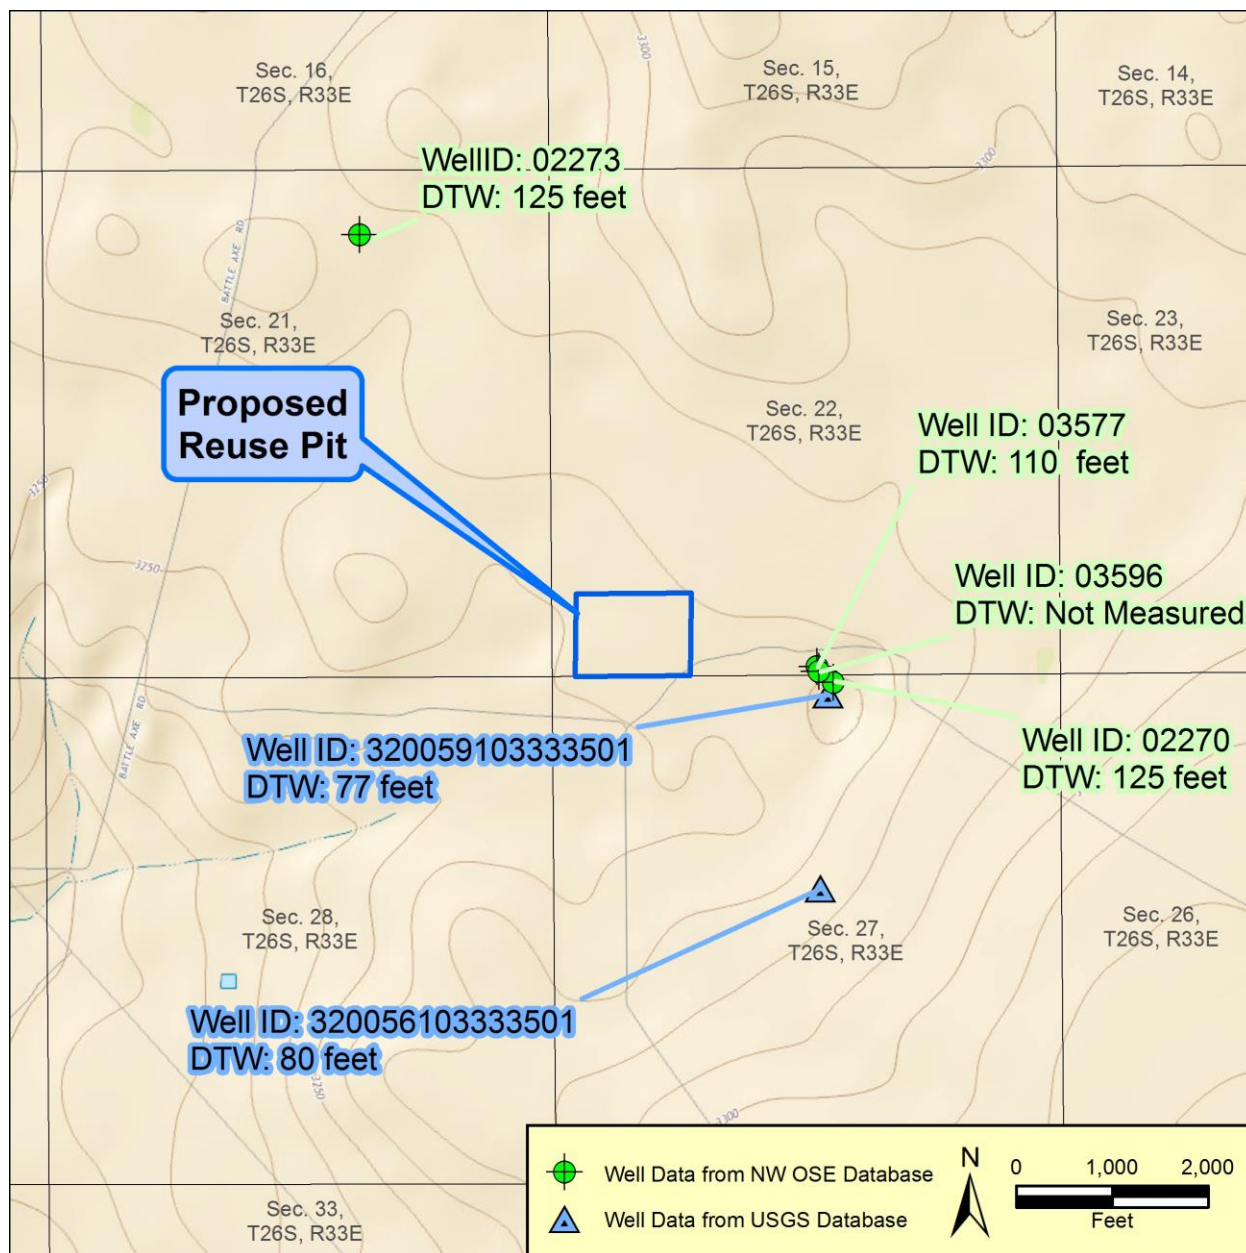 Sec. 16,
T26S, R33E
Sec. 15,
T26S, R33E
Sec. 14,
T26S, R33E
3300
3300
WellID: 02273
DTW: 125 feet
BATTLE AXE RD
Sec. 21,
T26S, R33E
Sec. 23,
T26S, R33E
Proposed
Reuse Pit
Sec. 22,
T26S, R33E
Well ID: 03577
DTW: 110 feet
3250
3250
Well ID: 03596
DTW: Not Measured
BATTLE AXE RD
Well ID: 320059103333501
DTW: 77 feet
Well ID: 02270
DTW: 125 feet
Sec. 28,
T26S, R33E
Sec. 27,
T26S, R33E
Sec. 26,
T26S, R33E
Well ID: 320056103333501
DTW: 80 feet
3250
3300
Sec. 33,
T26S, R33E
Well Data from NW OSE Database
Well Data from USGS Database
N
0 1,000 2,000
Feet